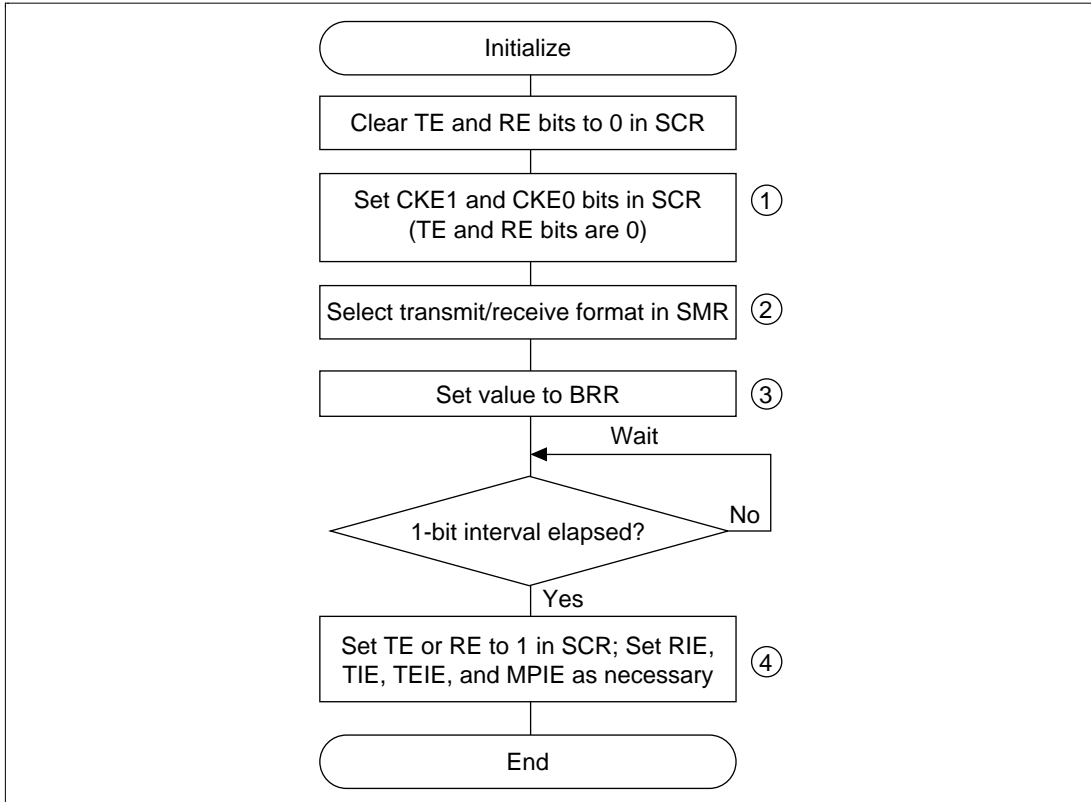 Initialize
Clear TE and RE bits to 0 in SCR
Set CKE1 and CKE0 bits in SCR
(TE and RE bits are 0)
1
Select transmit/receive format in SMR
2
Set value to BRR
3
Wait
1-bit interval elapsed?
No
Yes
Set TE or RE to 1 in SCR; Set RIE,
TIE, TEIE, and MPIE as necessary
4
End